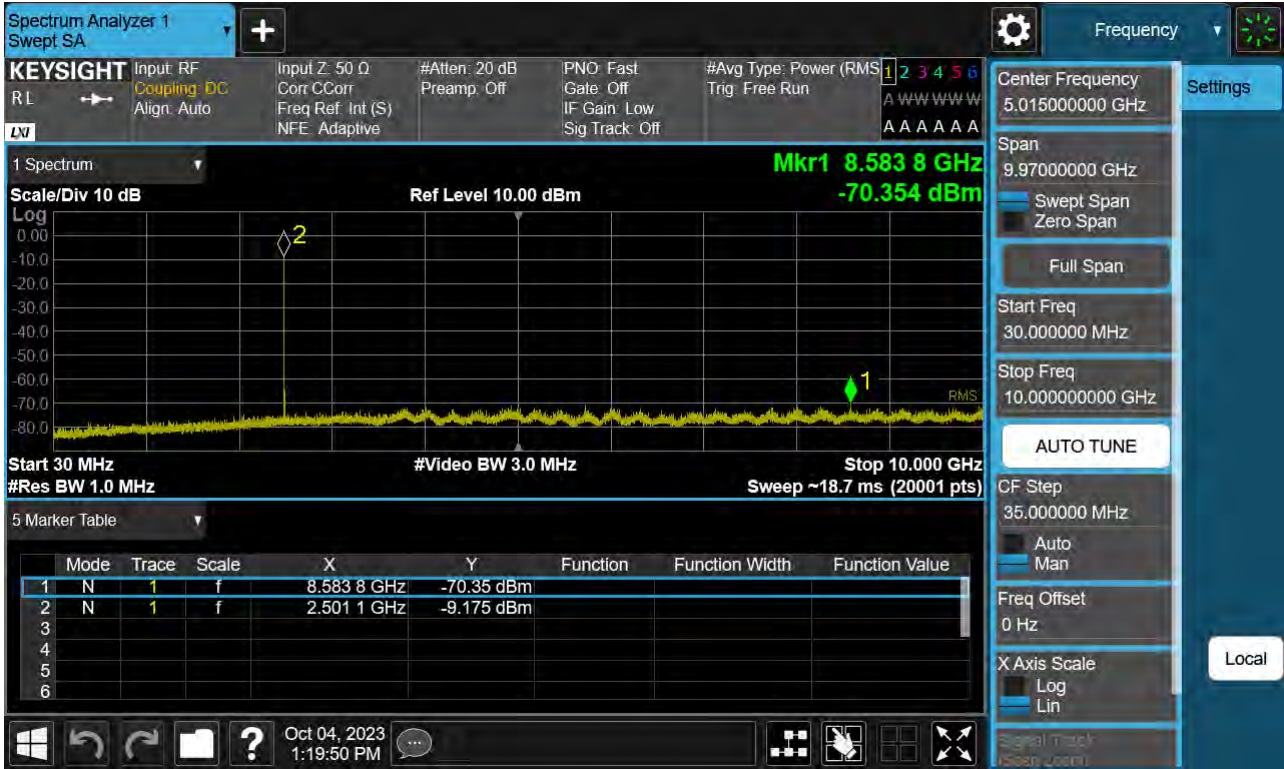 Spectrum Analyzer 1
Swept SA
+
Frequency
KEYSIGHT
RL
LXI
Input: RF
Coupling: DC
Align: Auto
Input Z: 50 Ω
Corr CCorr
Freq Ref: Int (S)
NFE: Adaptive
#Atten: 20 dB
Preamp: Off
PNO: Fast
Gate: Off
IF Gain: Low
Sig Track: Off
#Avg Type: Power (RMS
Trig: Free Run
1 2 3 4 5 6
A W W W W W
A A A A A A
1 Spectrum
Mkr1 8.583 8 GHz
Scale/Div 10 dB
Ref Level 10.00 dBm
-70.354 dBm
Log
0.00
-10.0
-20.0
-30.0
-40.0
-50.0
-60.0
-70.0
-80.0
2
1
RMS
Start 30 MHz
#Video BW 3.0 MHz
Stop 10.000 GHz
#Res BW 1.0 MHz
Sweep ~18.7 ms (20001 pts)
5 Marker Table
Mode Trace Scale X Y Function Function Width Function Value
1 N 1 f 8.583 8 GHz -70.35 dBm
2 N 1 f 2.501 1 GHz -9.175 dBm
3
4
5
6
Oct 04, 2023
1:19:50 PM
?
Center Frequency
5.015000000 GHz
Span
9.97000000 GHz
Swept Span
Zero Span
Full Span
Start Freq
30.000000 MHz
Stop Freq
10.000000000 GHz
AUTO TUNE
CF Step
35.000000 MHz
Auto
Man
Freq Offset
0 Hz
X Axis Scale
Log
Lin
Signal Track
(Span Zoom)
Settings
Local